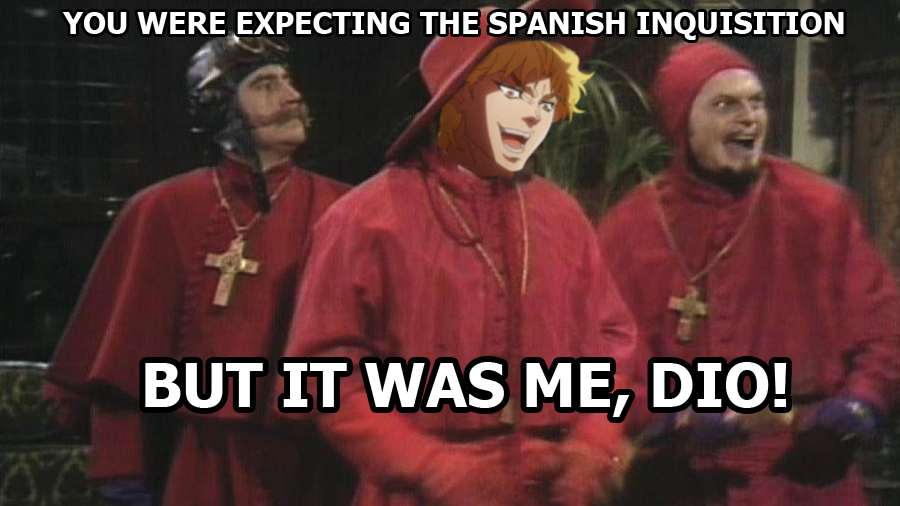 YOU WERE EXPECTING THE SPANISH INQUISITION
BUT IT WAS ME, DIO!